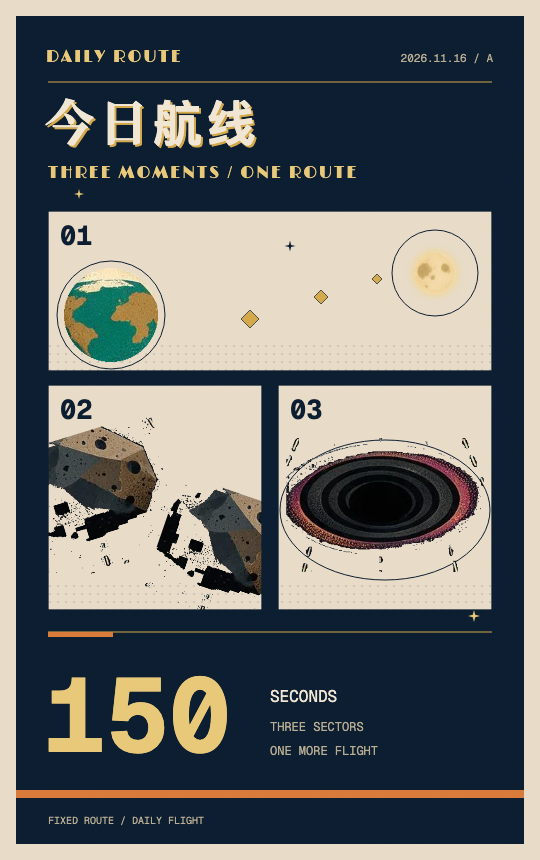 DAILY ROUTE
2026.11.16 / A
今日航线
THREE MOMENTS / ONE ROUTE
01
02
03
150
SECONDS
THREE SECTORS
ONE MORE FLIGHT
FIXED ROUTE / DAILY FLIGHT